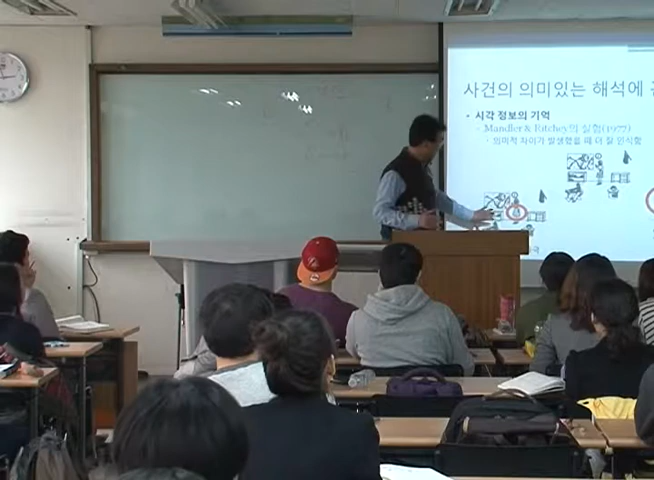 사건의 의미있는 해석에
• 시각 정보의 기억
- Mandler & Ritchey의 실험(1977)
• 의미적 차이가 발생했을 때 더 잘 인식함